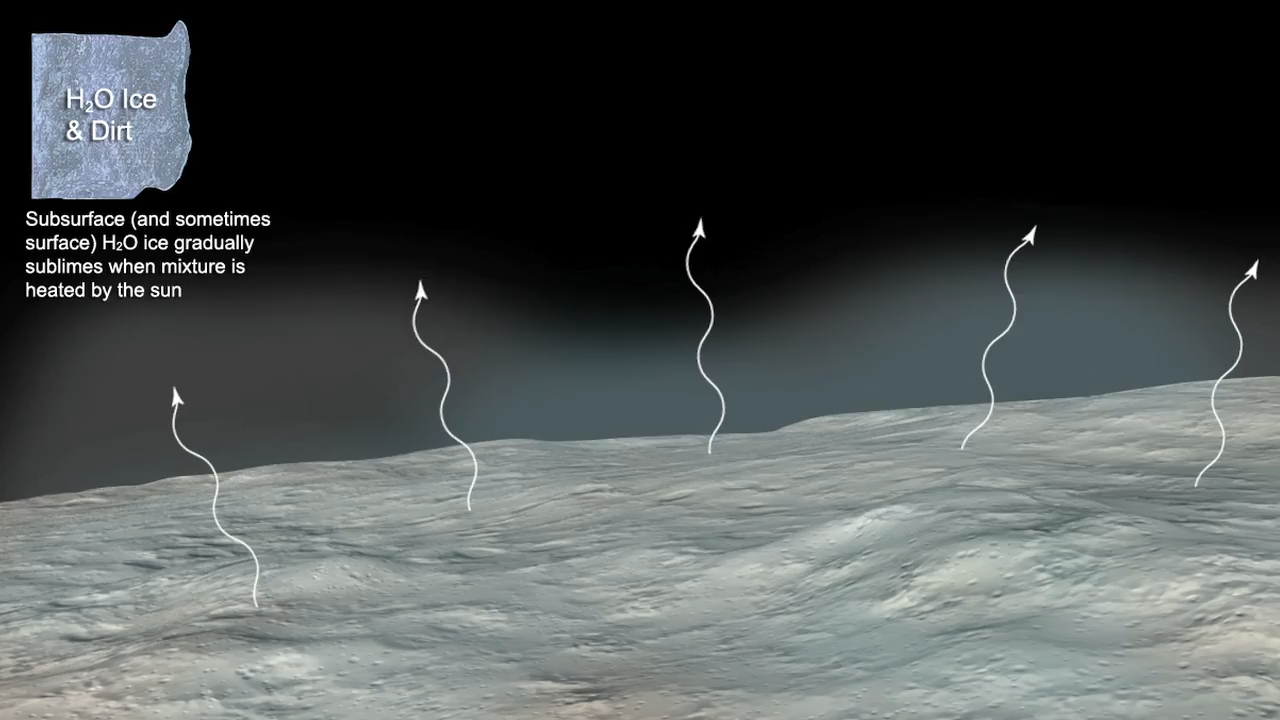 H₂O Ice
& Dirt
Subsurface (and sometimes
surface) H₂O ice gradually
sublimes when mixture is
heated by the sun